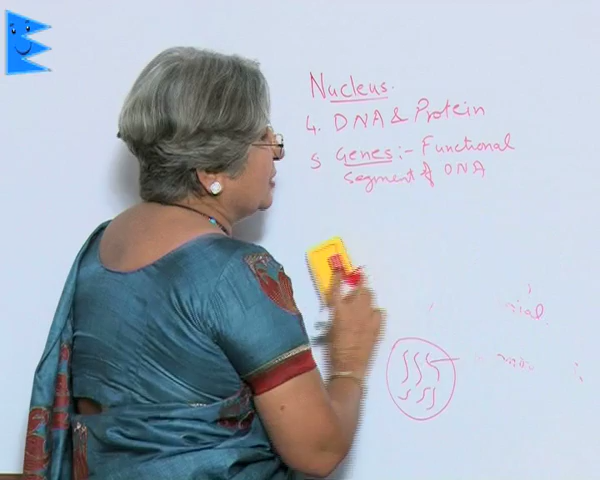 Nucleus.
4. DNA & Protein
5 Genes:- Functional
segment of DNA